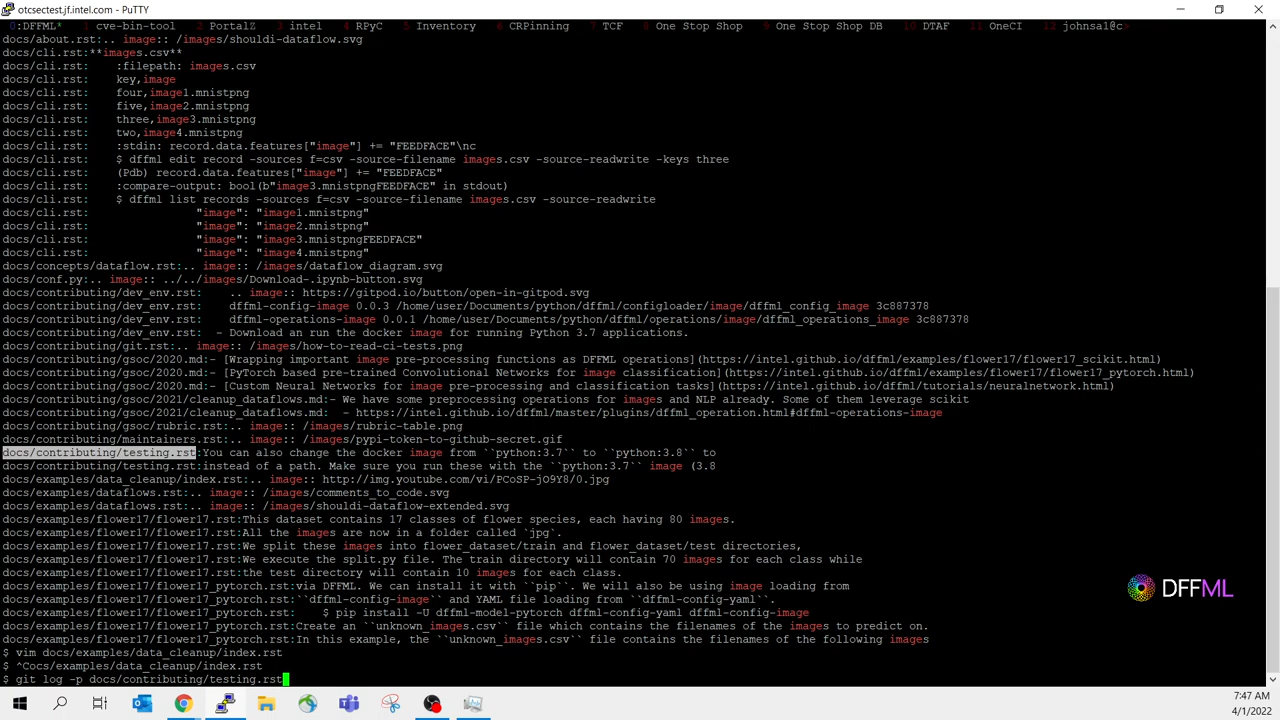 otcsectest.jf.intel.com - PuTTY
0:DFFML* 1 cve-bin-tool 2 PortalZ 3 intel 4 RPyC 5 Inventory 6 CRPinning 7 TCF 8 One Stop Shop 9 One Stop Shop DB 10 DTAF 11 OneCI 12 johnsa1@c>
docs/about.rst:.. image:: /images/shouldi-dataflow.svg
docs/cli.rst:**images.csv**
docs/cli.rst:    :filepath: images.csv
docs/cli.rst:    key,image
docs/cli.rst:    four,image1.mnistpng
docs/cli.rst:    five,image2.mnistpng
docs/cli.rst:    three,image3.mnistpng
docs/cli.rst:    two,image4.mnistpng
docs/cli.rst:    :stdin: record.data.features["image"] += "FEEDFACE"\nc
docs/cli.rst:    $ dffml edit record -sources f=csv -source-filename images.csv -source-readwrite -keys three
docs/cli.rst:    (Pdb) record.data.features["image"] += "FEEDFACE"
docs/cli.rst:    :compare-output: bool(b"image3.mnistpngFEEDFACE" in stdout)
docs/cli.rst:    $ dffml list records -sources f=csv -source-filename images.csv -source-readwrite
docs/cli.rst:                "image": "image1.mnistpng"
docs/cli.rst:                "image": "image2.mnistpng"
docs/cli.rst:                "image": "image3.mnistpngFEEDFACE"
docs/cli.rst:                "image": "image4.mnistpng"
docs/concepts/dataflow.rst:.. image:: /images/dataflow_diagram.svg
docs/conf.py:.. image:: ../../images/Download-.ipynb-button.svg
docs/contributing/dev_env.rst:    .. image:: https://gitpod.io/button/open-in-gitpod.svg
docs/contributing/dev_env.rst:    dffml-config-image 0.0.3 /home/user/Documents/python/dffml/configloader/image/dffml_config_image 3c887378
docs/contributing/dev_env.rst:    dffml-operations-image 0.0.1 /home/user/Documents/python/dffml/operations/image/dffml_operations_image 3c887378
docs/contributing/dev_env.rst:  - Download an run the docker image for running Python 3.7 applications.
docs/contributing/git.rst:.. image:: /images/how-to-read-ci-tests.png
docs/contributing/gsoc/2020.md:- [Wrapping important image pre-processing functions as DFFML operations](https://intel.github.io/dffml/examples/flower17/flower17_scikit.html)
docs/contributing/gsoc/2020.md:- [PyTorch based pre-trained Convolutional Networks for image classification](https://intel.github.io/dffml/examples/flower17/flower17_pytorch.html)
docs/contributing/gsoc/2020.md:- [Custom Neural Networks for image pre-processing and classification tasks](https://intel.github.io/dffml/tutorials/neuralnetwork.html)
docs/contributing/gsoc/2021/cleanup_dataflows.md:- We have some preprocessing operations for images and NLP already. Some of them leverage scikit
docs/contributing/gsoc/2021/cleanup_dataflows.md:  - https://intel.github.io/dffml/master/plugins/dffml_operation.html#dffml-operations-image
docs/contributing/gsoc/rubric.rst:.. image:: /images/rubric-table.png
docs/contributing/maintainers.rst:.. image:: /images/pypi-token-to-github-secret.gif
docs/contributing/testing.rst:You can also change the docker image from ``python:3.7`` to ``python:3.8`` to
docs/contributing/testing.rst:instead of a path. Make sure you run these with the ``python:3.7`` image (3.8
docs/examples/data_cleanup/index.rst:.. image:: http://img.youtube.com/vi/PCoSP-jO9Y8/0.jpg
docs/examples/dataflows.rst:.. image:: /images/comments_to_code.svg
docs/examples/dataflows.rst:.. image:: /images/shouldi-dataflow-extended.svg
docs/examples/flower17/flower17.rst:This dataset contains 17 classes of flower species, each having 80 images.
docs/examples/flower17/flower17.rst:All the images are now in a folder called `jpg`.
docs/examples/flower17/flower17.rst:We split these images into flower_dataset/train and flower_dataset/test directories,
docs/examples/flower17/flower17.rst:We execute the split.py file. The train directory will contain 70 images for each class while
docs/examples/flower17/flower17.rst:the test directory will contain 10 images for each class.
docs/examples/flower17/flower17_pytorch.rst:via DFFML. We can install it with ``pip``. We will also be using image loading from
docs/examples/flower17/flower17_pytorch.rst:``dffml-config-image`` and YAML file loading from ``dffml-config-yaml``.
docs/examples/flower17/flower17_pytorch.rst:    $ pip install -U dffml-model-pytorch dffml-config-yaml dffml-config-image
docs/examples/flower17/flower17_pytorch.rst:Create an ``unknown_images.csv`` file which contains the filenames of the images to predict on.
docs/examples/flower17/flower17_pytorch.rst:In this example, the ``unknown_images.csv`` file contains the filenames of the following images
$ vim docs/examples/data_cleanup/index.rst
$ ^Cocs/examples/data_cleanup/index.rst
$ git log -p docs/contributing/testing.rst
DFFML
7:47 AM
4/1/2022